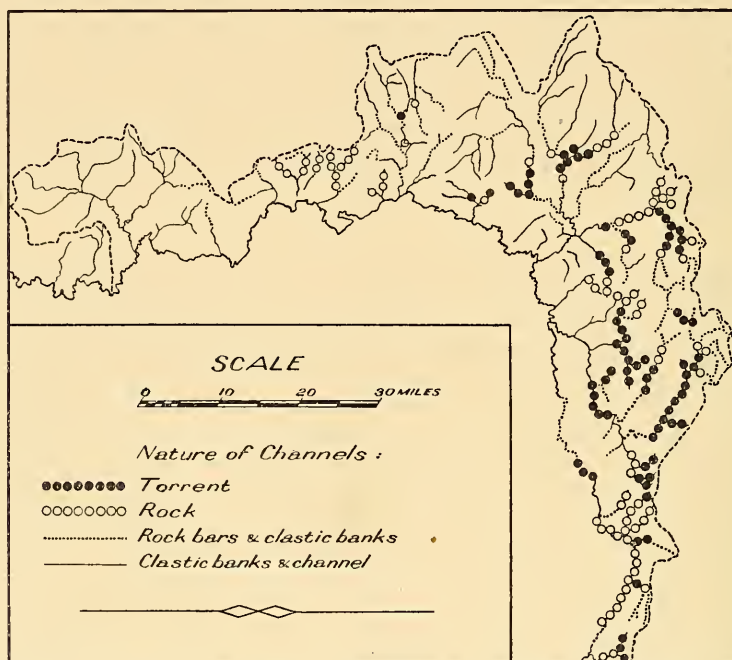 SCALE
0 10 20 30 MILES
Nature of Channels :
Torrent
Rock
Rock bars & clastic banks
Clastic banks & channel